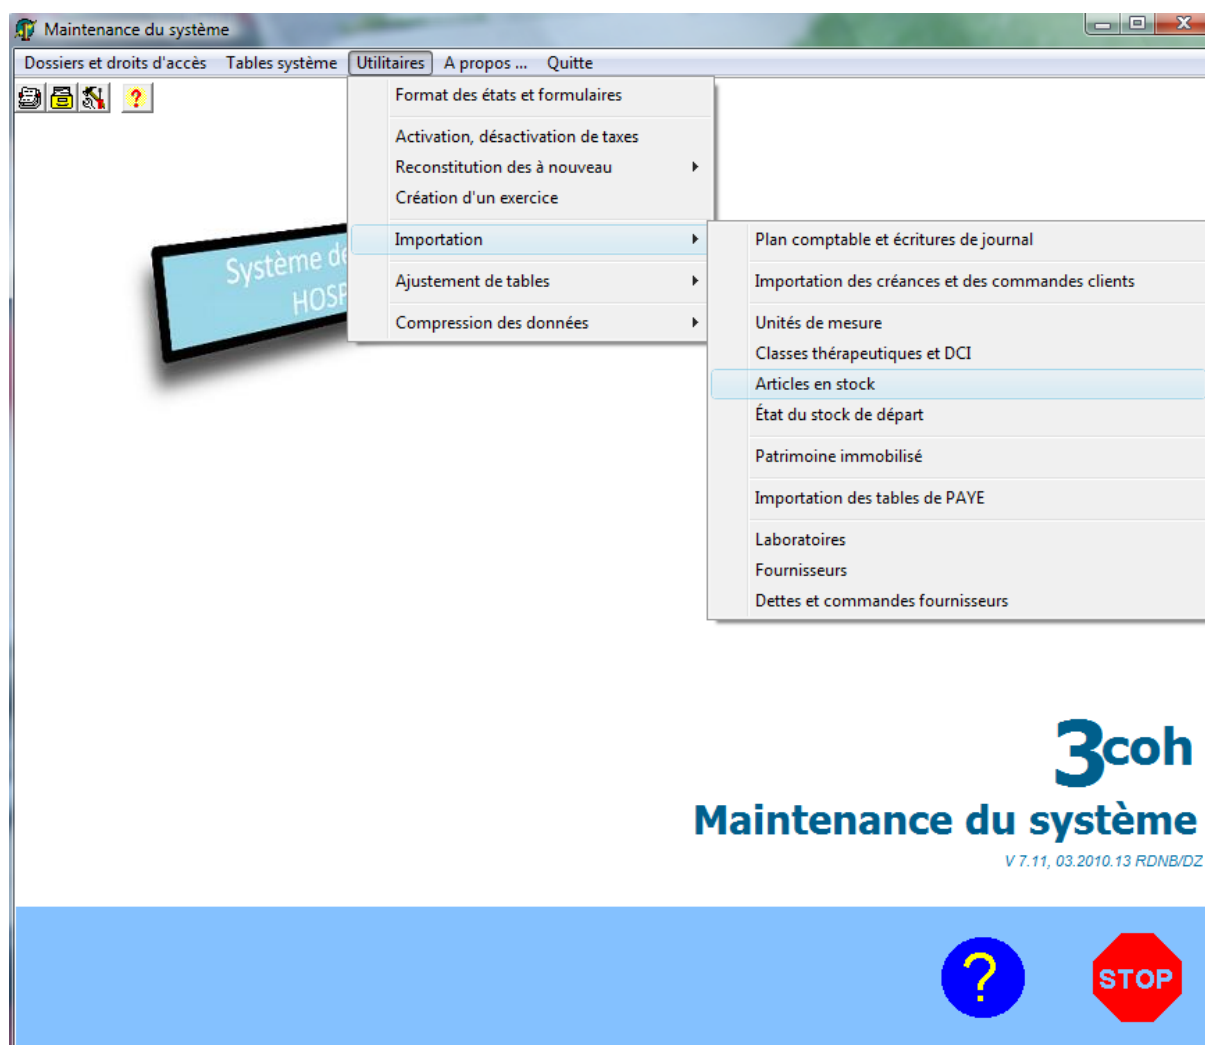 Maintenance du système
Dossiers et droits d'accès Tables système Utilitaires A propos ... Quitte
?
Format des états et formulaires
Activation, désactivation de taxes
Reconstitution des à nouveau
Création d'un exercice
Importation
Ajustement de tables
Compression des données
Plan comptable et écritures de journal
Importation des créances et des commandes clients
Unités de mesure
Classes thérapeutiques et DCI
Articles en stock
État du stock de départ
Patrimoine immobilisé
Importation des tables de PAYE
Laboratoires
Fournisseurs
Dettes et commandes fournisseurs
Système de
HOSP
3coh
Maintenance du système
V 7.11, 03.2010.13 RDNB/DZ
?
STOP